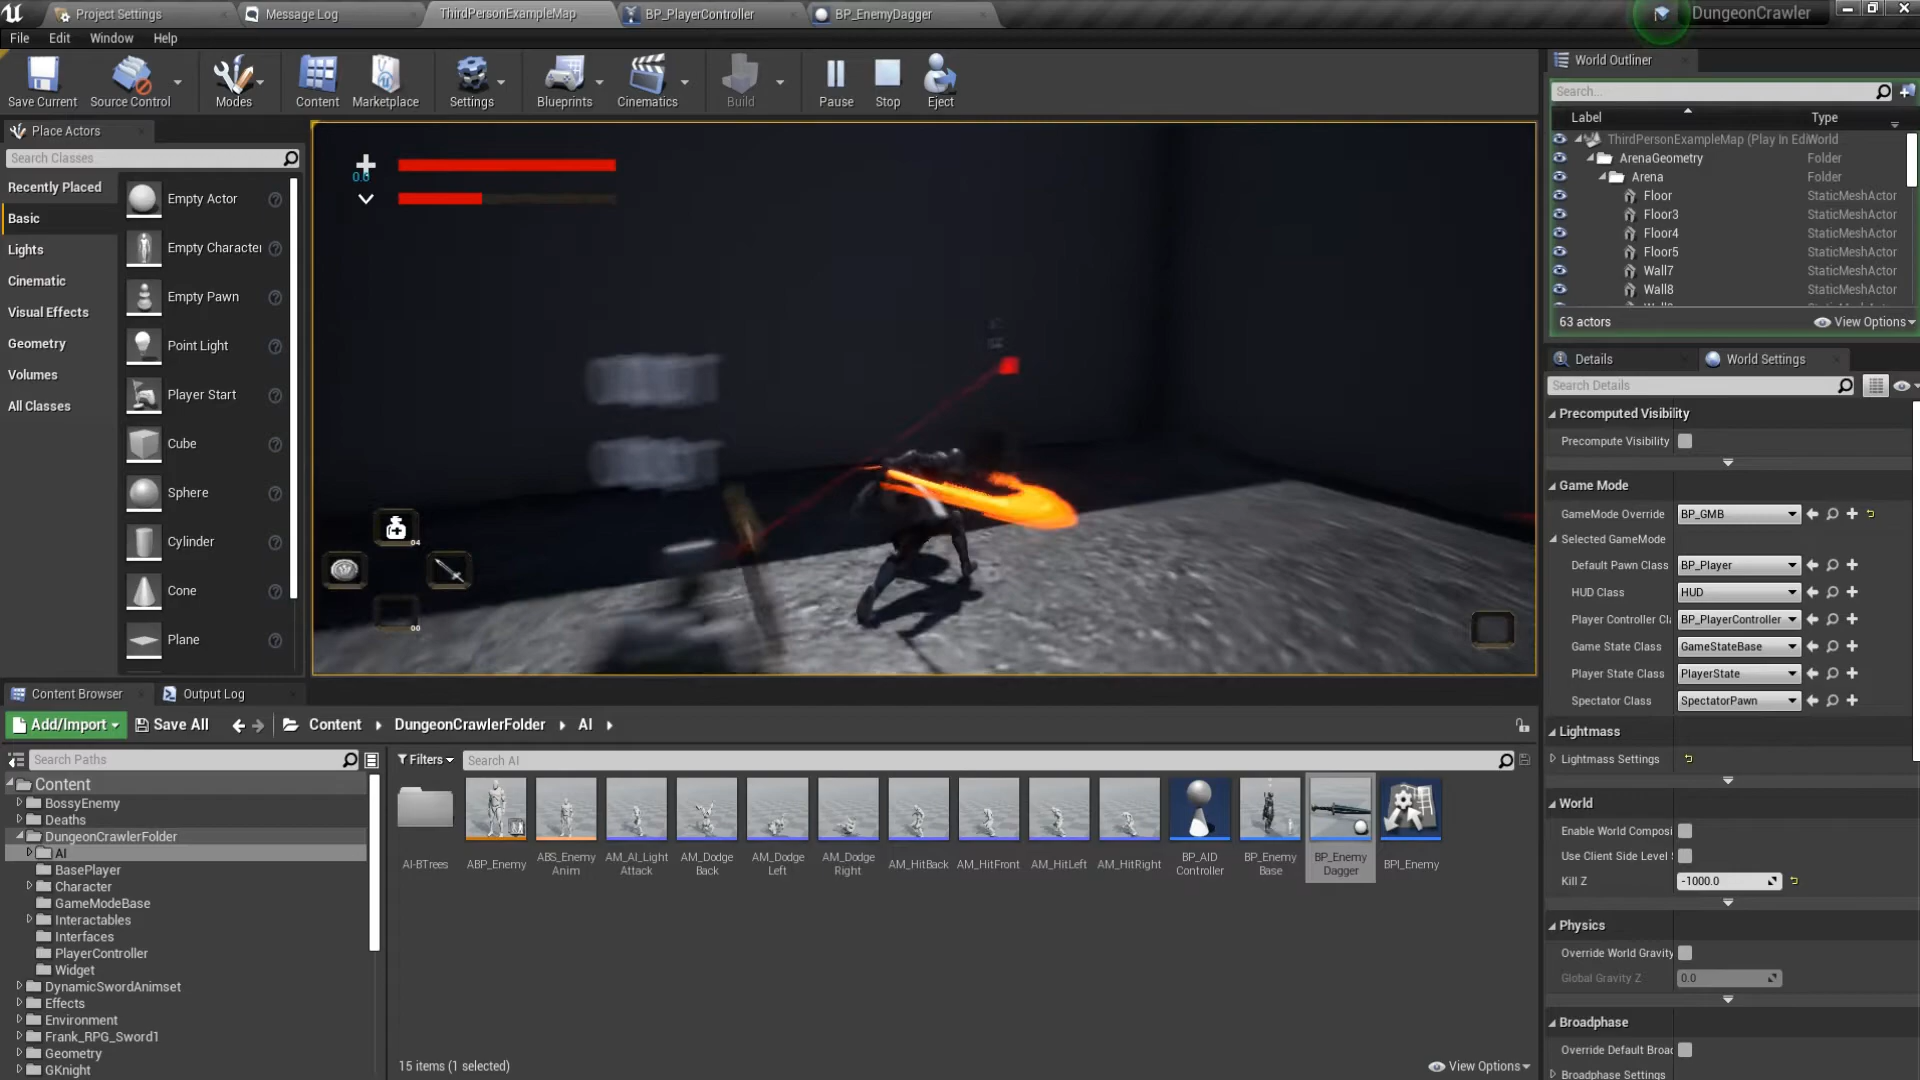 Project Settings
Message Log
ThirdPersonExampleMap
BP_PlayerController
BP_EnemyDagger
DungeonCrawler
File Edit Window Help
Save Current
Source Control
Modes
Content
Marketplace
Settings
Blueprints
Cinematics
Build
Pause
Stop
Eject
Place Actors
Search Classes
Recently Placed
Basic
Lights
Cinematic
Visual Effects
Geometry
Volumes
All Classes
Empty Actor
Empty Character
Empty Pawn
Point Light
Player Start
Cube
Sphere
Cylinder
Cone
Plane
0.0
04
00
World Outliner
Search...
Label Type
ThirdPersonExampleMap (Play In Edi World
ArenaGeometry Folder
Arena Folder
Floor StaticMeshActor
Floor3 StaticMeshActor
Floor4 StaticMeshActor
Floor5 StaticMeshActor
Wall7 StaticMeshActor
Wall8 StaticMeshActor
63 actors View Options
Details World Settings
Search Details
Precomputed Visibility
Precompute Visibility
Game Mode
GameMode Override BP_GMB
Selected GameMode
Default Pawn Class BP_Player
HUD Class HUD
Player Controller Cl BP_PlayerController
Game State Class GameStateBase
Player State Class PlayerState
Spectator Class SpectatorPawn
Lightmass
Lightmass Settings
World
Enable World Composi
Use Client Side Level
Kill Z -1000.0
Physics
Override World Gravity
Global Gravity Z 0.0
Broadphase
Override Default Broad
Broadphase Settings
Content Browser Output Log
Add/Import Save All Content DungeonCrawlerFolder AI
Search Paths
Filters Search AI
Content
BossyEnemy
Deaths
DungeonCrawlerFolder
AI
BasePlayer
Character
GameModeBase
Interactables
Interfaces
PlayerController
Widget
DynamicSwordAnimset
Effects
Environment
Frank_RPG_Sword1
Geometry
GKnight
AI-BTrees
ABP_Enemy
ABS_Enemy
Anim
AM_AI_Light
Attack
AM_Dodge
Back
AM_Dodge
Left
AM_Dodge
Right
AM_HitBack
AM_HitFront
AM_HitLeft
AM_HitRight
BP_AID
Controller
BP_Enemy
Base
BP_Enemy
Dagger
BPI_Enemy
15 items (1 selected) View Options